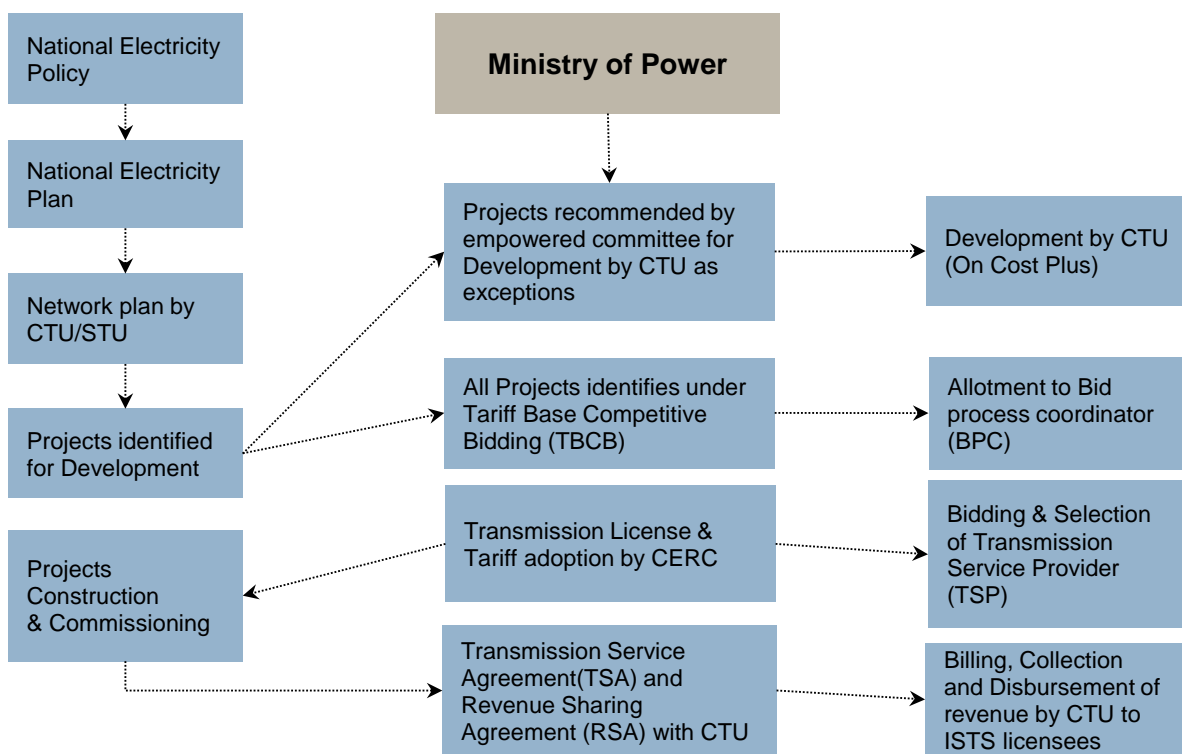 National Electricity
Policy
Ministry of Power
National Electricity
Plan
Projects recommended by
empowered committee for
Development by CTU as
exceptions
Development by CTU
(On Cost Plus)
Network plan by
CTU/STU
All Projects identifies under
Tariff Base Competitive
Bidding (TBCB)
Allotment to Bid
process coordinator
(BPC)
Projects identified
for Development
Transmission License &
Tariff adoption by CERC
Bidding & Selection
of Transmission
Service Provider
(TSP)
Projects
Construction
& Commissioning
Transmission Service
Agreement(TSA) and
Revenue Sharing
Agreement (RSA) with CTU
Billing, Collection
and Disbursement of
revenue by CTU to
ISTS licensees